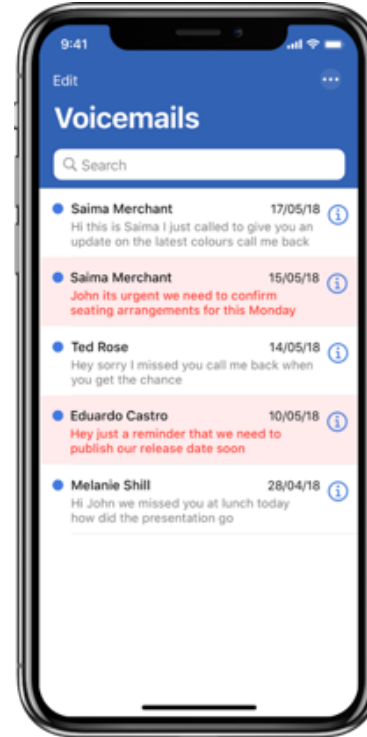 9:41
Edit
Voicemails
Search
Saima Merchant 17/05/18
Hi this is Saima I just called to give you an
update on the latest colours call me back
Saima Merchant 15/05/18
John its urgent we need to confirm
seating arrangements for this Monday
Ted Rose 14/05/18
Hey sorry I missed you call me back when
you get the chance
Eduardo Castro 10/05/18
Hey just a reminder that we need to
publish our release date soon
Melanie Shill 28/04/18
Hi John we missed you at lunch today
how did the presentation go